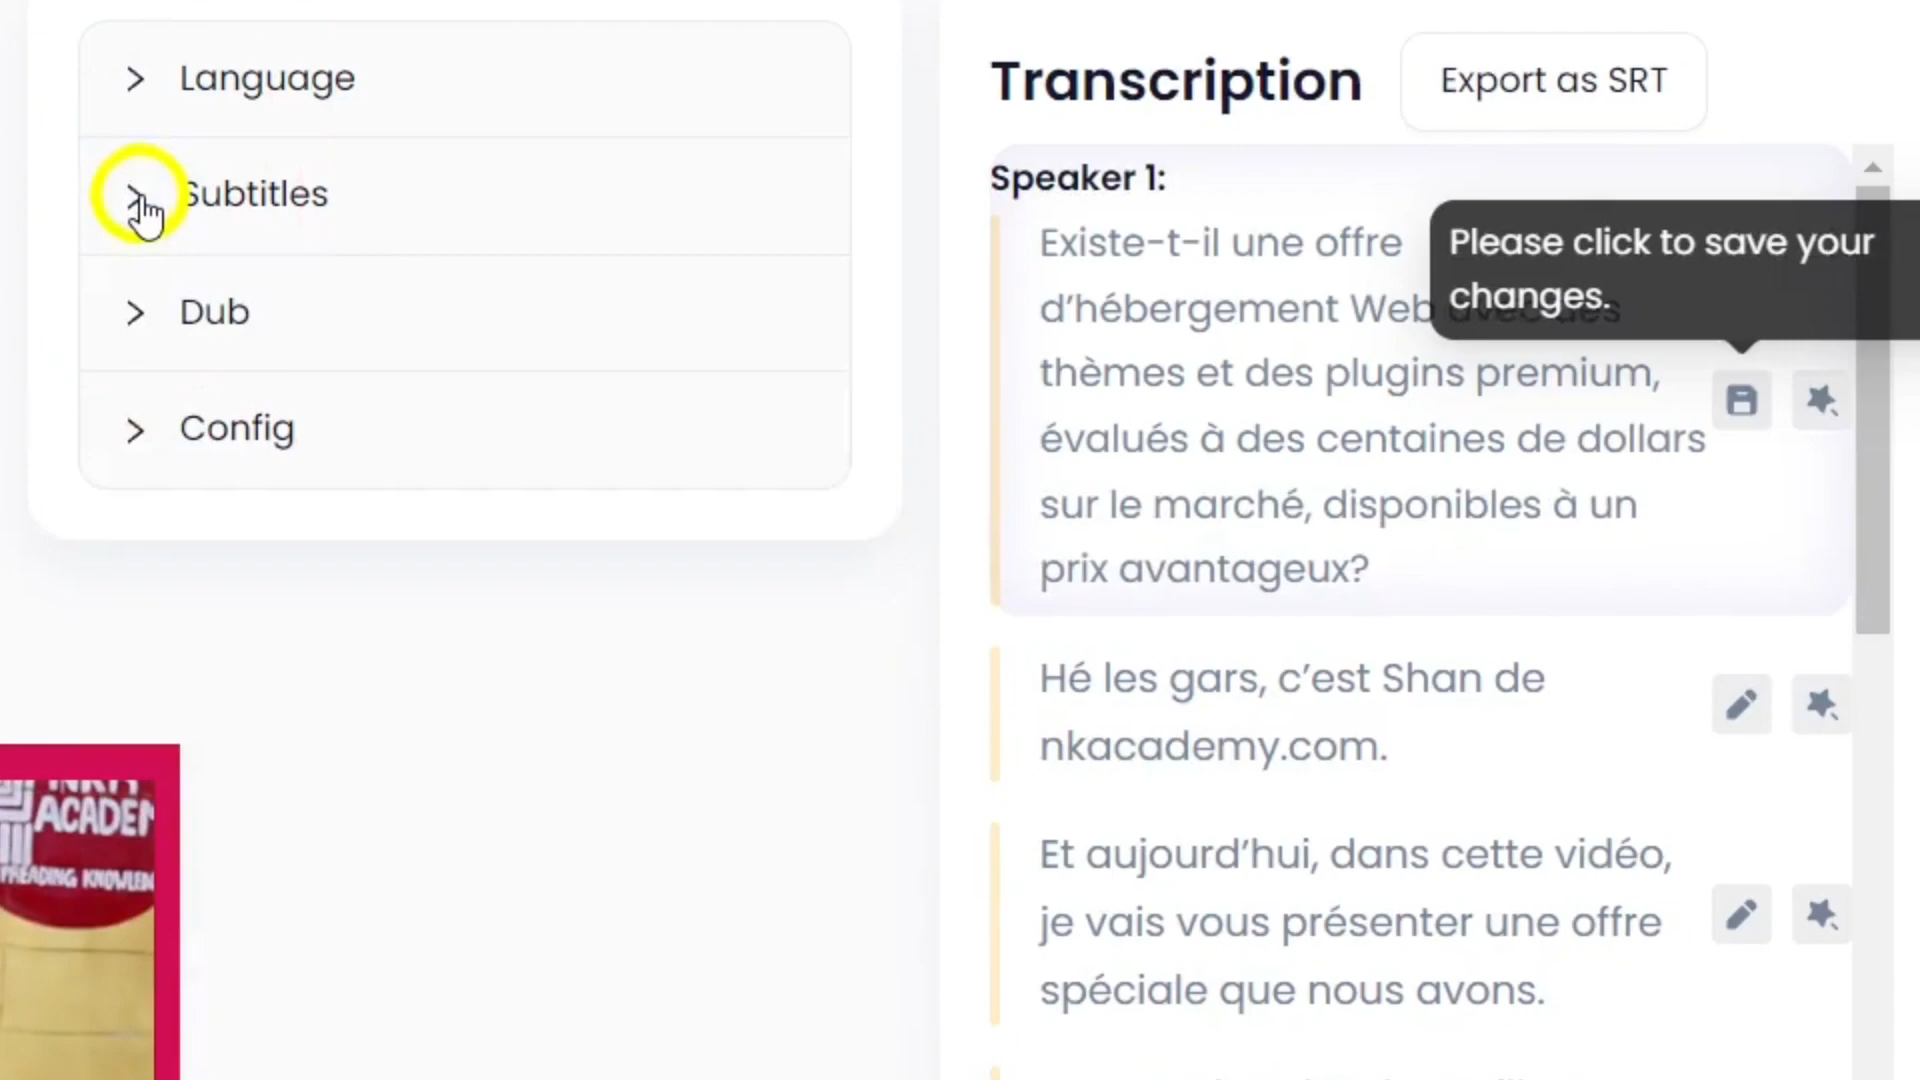 Language
Subtitles
Dub
Config
Transcription
Export as SRT
Speaker 1:
Existe-t-il une offre
d'hébergement Web avec des
thèmes et des plugins premium,
évalués à des centaines de dollars
sur le marché, disponibles à un
prix avantageux?
Please click to save your
changes.
Hé les gars, c'est Shan de
nkacademy.com.
Et aujourd'hui, dans cette vidéo,
je vais vous présenter une offre
spéciale que nous avons.